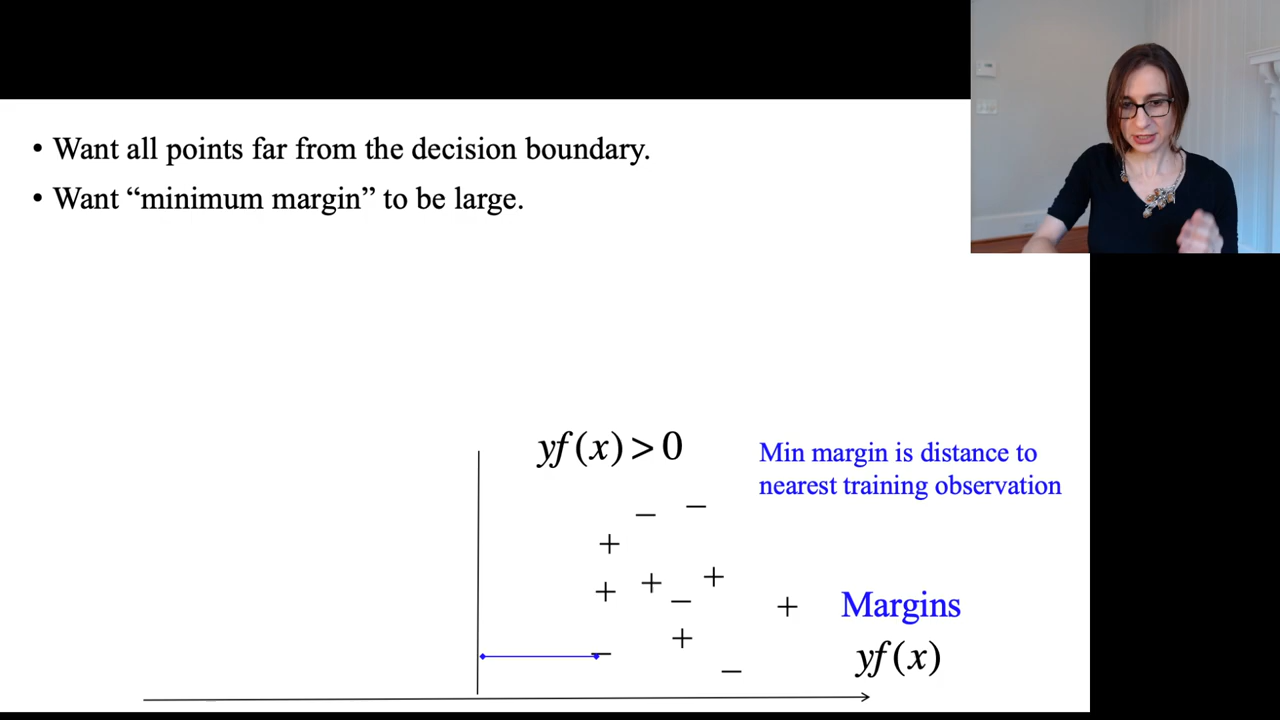 • Want all points far from the decision boundary.
• Want “minimum margin” to be large.
yf(x) > 0
Min margin is distance to
nearest training observation
− −
+
+ + − +
+ Margins
+
− −
yf(x)